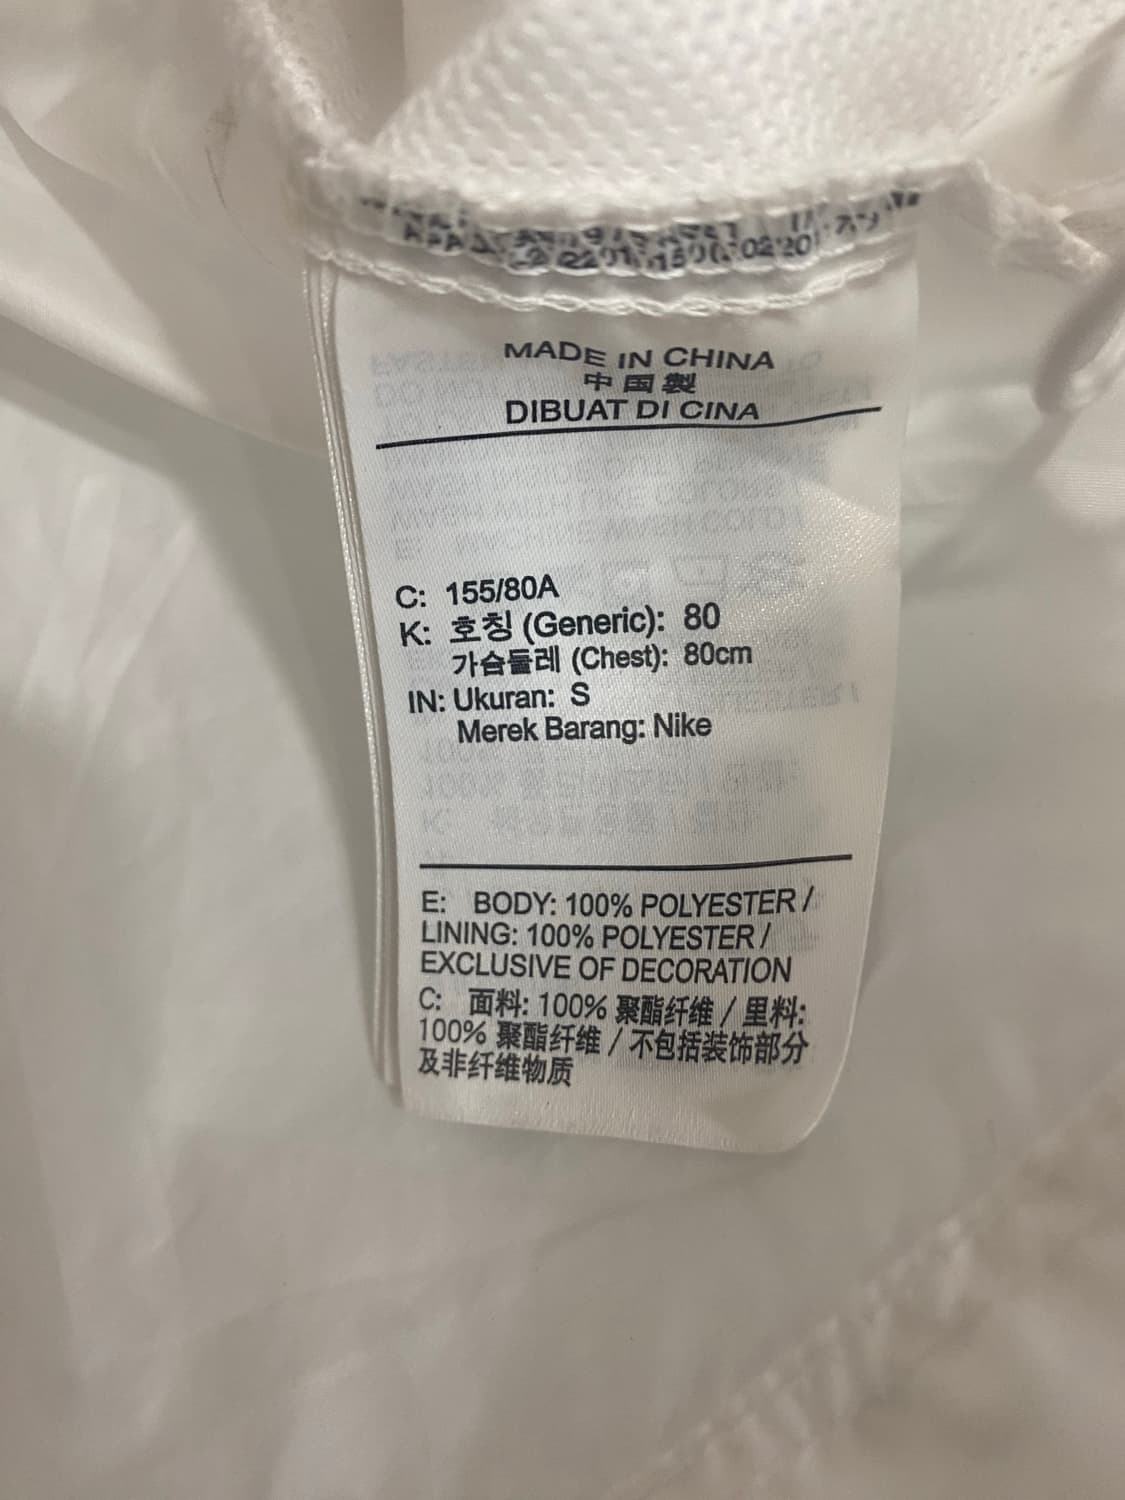 MADE IN CHINA
中国製
DIBUAT DI CINA
C: 155/80A
K: 호칭 (Generic): 80
가슴둘레 (Chest): 80cm
IN: Ukuran: S
Merek Barang: Nike
E: BODY: 100% POLYESTER /
LINING: 100% POLYESTER /
EXCLUSIVE OF DECORATION
C: 面料: 100% 聚酯纤维 / 里料:
100% 聚酯纤维 / 不包括装饰部分
及非纤维物质